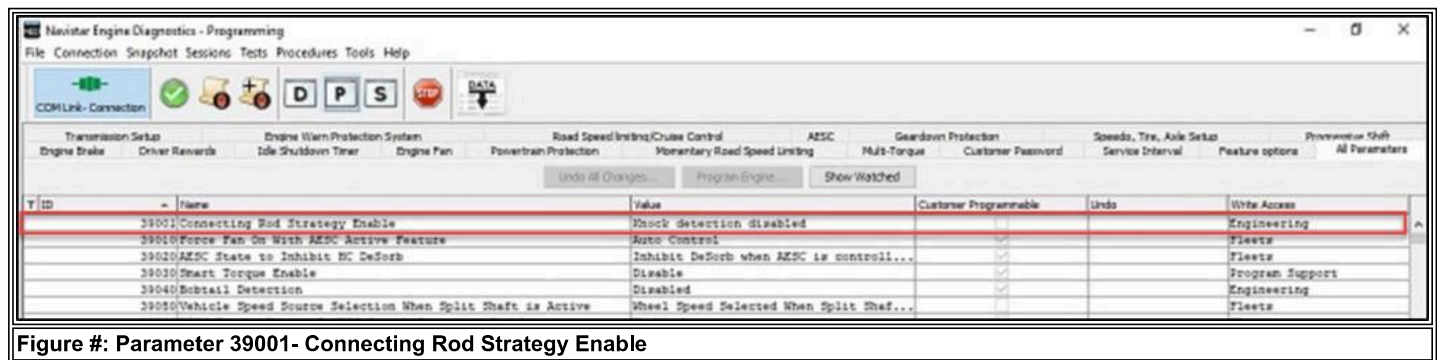 Navistar Engine Diagnostics - Programming
File Connection Snapshot Sessions Tests Procedures Tools Help
COM Link - Connection D P S STOP DATA
Transmission Setup Engine Warn Protection System Road Speed limiting/Cruise Control AESC Geardown Protection Speedo, Tire, Axle Setup Progressive Shift
Engine Brake Driver Rewards Idle Shutdown Timer Engine Fan Powertrain Protection Momentary Road Speed Limiting Multi-Torque Customer Password Service Interval Feature options All Parameters
Undo All Changes... Program Engine... Show Watched
T ID Name Value Customer Programmable Undo Write Access
39001 Connecting Rod Strategy Enable Knock detection disabled Engineering
39010 Force Fan On With AESC Active Feature Auto Control Fleets
39020 AESC State to Inhibit HC DeSorb Inhibit DeSorb when AESC is controll... Fleets
39030 Smart Torque Enable Disable Program Support
39040 Bobtail Detection Disabled Engineering
39050 Vehicle Speed Source Selection When Split Shaft is Active Wheel Speed Selected When Split Shaf... Fleets
Figure #: Parameter 39001- Connecting Rod Strategy Enable